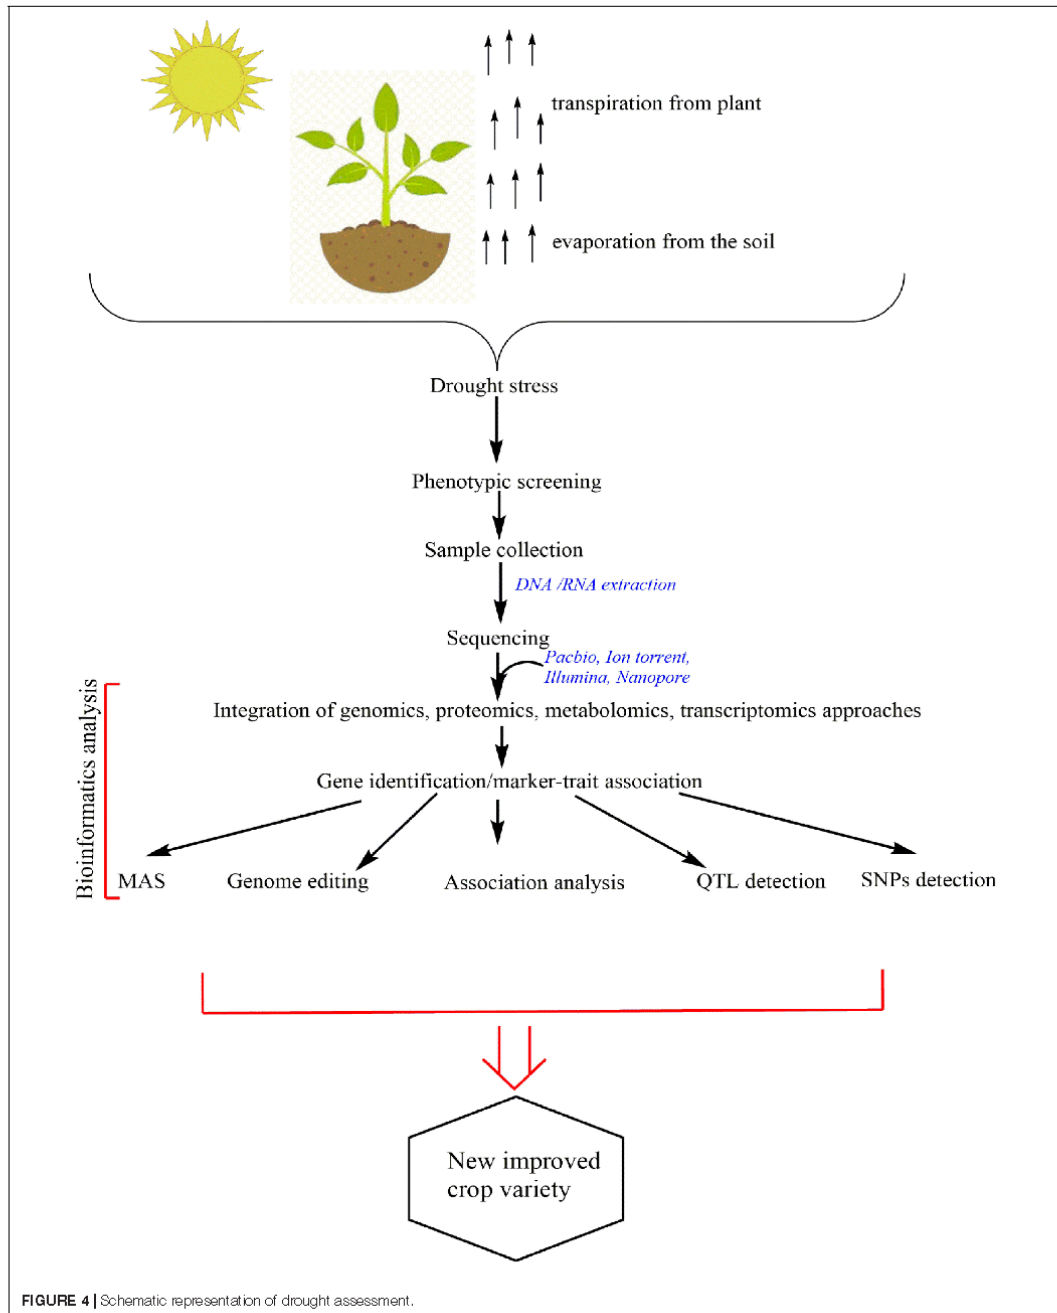 transpiration from plant
evaporation from the soil
Drought stress
Phenotypic screening
Sample collection
DNA /RNA extraction
Sequencing
Pacbio, Ion torrent,
Illumina, Nanopore
Bioinformatics analysis
Integration of genomics, proteomics, metabolomics, transcriptomics approaches
Gene identification/marker-trait association
MAS
Genome editing
Association analysis
QTL detection
SNPs detection
New improved
crop variety
FIGURE 4 | Schematic representation of drought assessment.